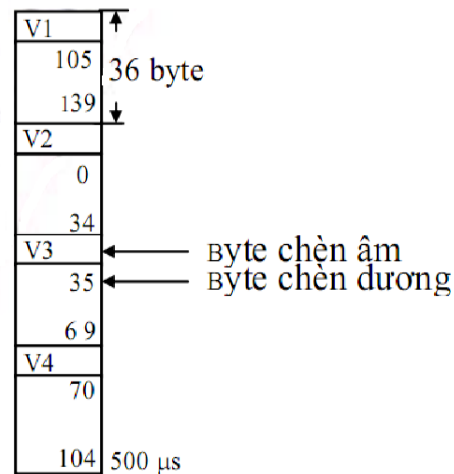 V1
105
36 byte
139
V2
0
34
V3
Byte chèn âm
35
Byte chèn dương
6 9
V4
70
104
500 μs